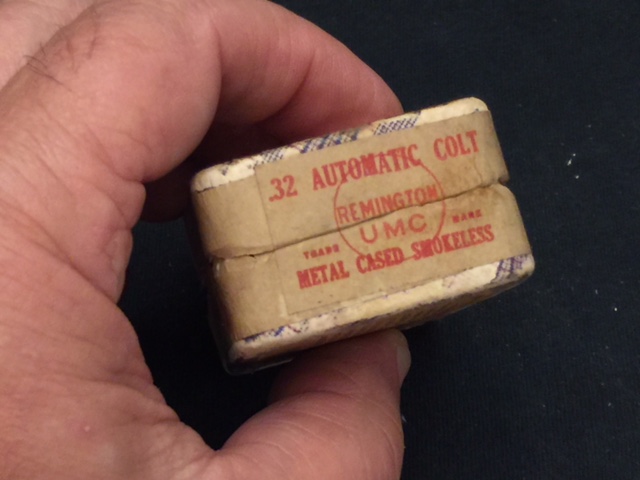 .32 AUTOMATIC COLT
REMINGTON
UMC
TRADE MARK
METAL CASED SMOKELESS